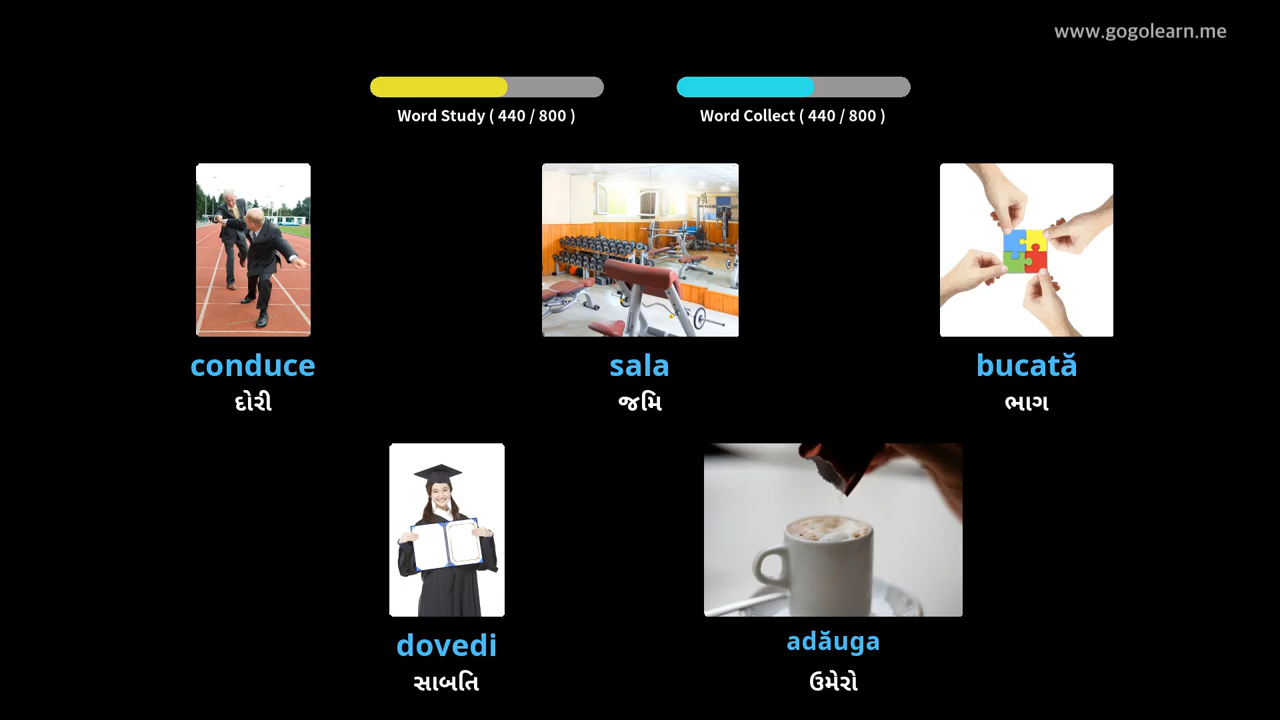 www.gogolearn.me
Word Study ( 440 / 800 )
Word Collect ( 440 / 800 )
conduce
દોરી
sala
જમિ
bucată
ભાગ
dovedi
સાબતિ
adăuga
ઉમેરો